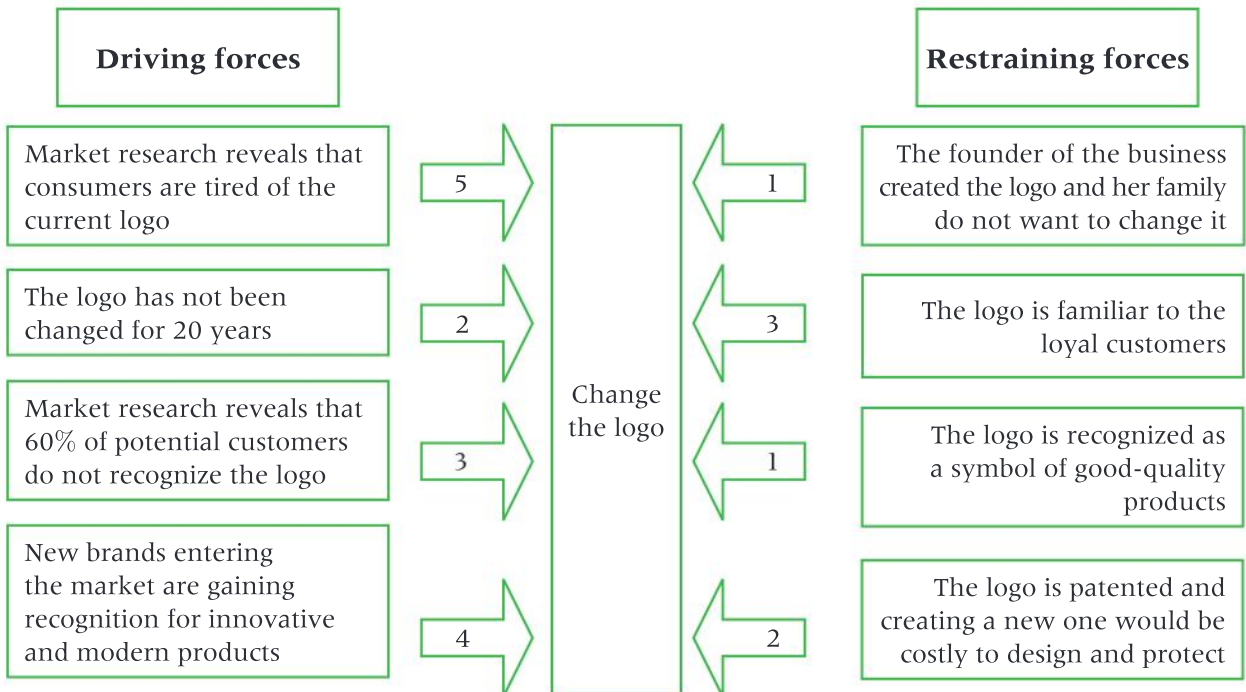 Driving forces
Restraining forces
Market research reveals that
consumers are tired of the
current logo
5
1
The founder of the business
created the logo and her family
do not want to change it
The logo has not been
changed for 20 years
2
3
The logo is familiar to the
loyal customers
Change
the logo
Market research reveals that
60% of potential customers
do not recognize the logo
3
1
The logo is recognized as
a symbol of good-quality
products
New brands entering
the market are gaining
recognition for innovative
and modern products
4
2
The logo is patented and
creating a new one would be
costly to design and protect